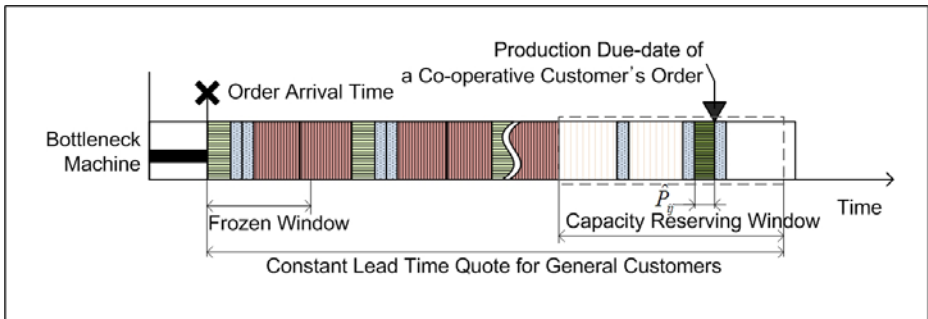 Production Due-date of
a Co-operative Customer's Order
Order Arrival Time
Bottleneck
Machine
P̂ij
Time
Frozen Window
Capacity Reserving Window
Constant Lead Time Quote for General Customers